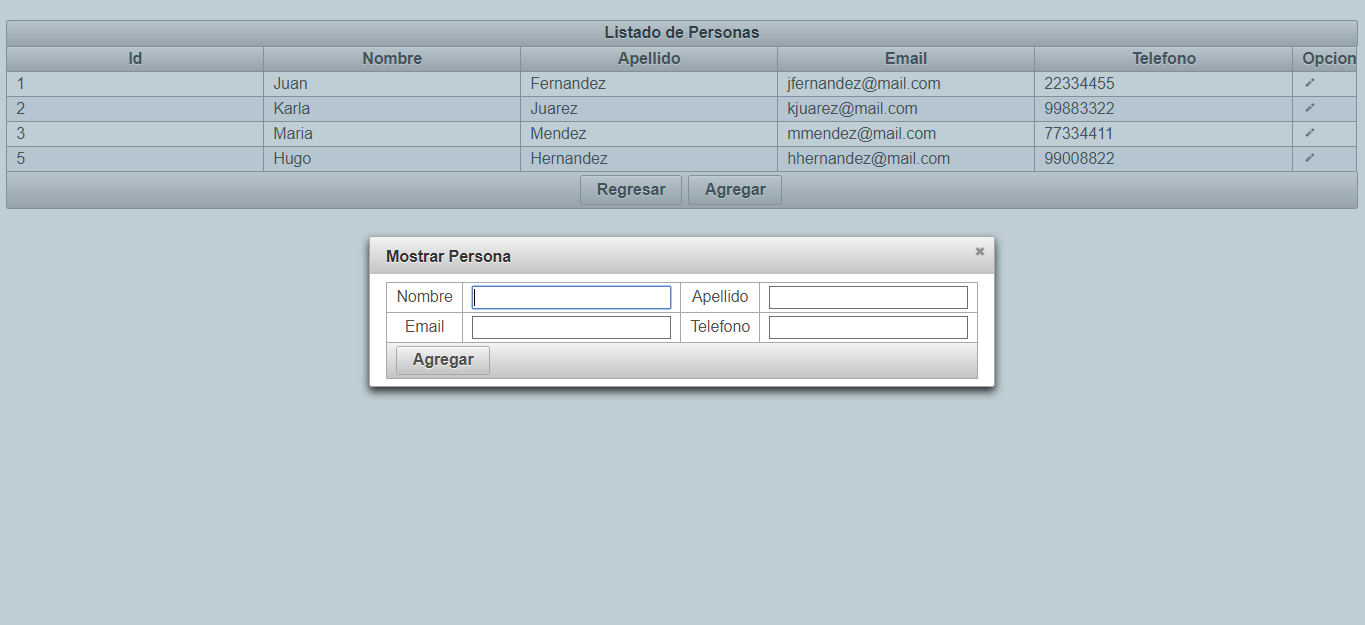 Listado de Personas
Id Nombre Apellido Email Telefono Opcion
1 Juan Fernandez jfernandez@mail.com 22334455
2 Karla Juarez kjuarez@mail.com 99883322
3 Maria Mendez mmendez@mail.com 77334411
5 Hugo Hernandez hhernandez@mail.com 99008822
Regresar Agregar
Mostrar Persona
Nombre Apellido
Email Telefono
Agregar